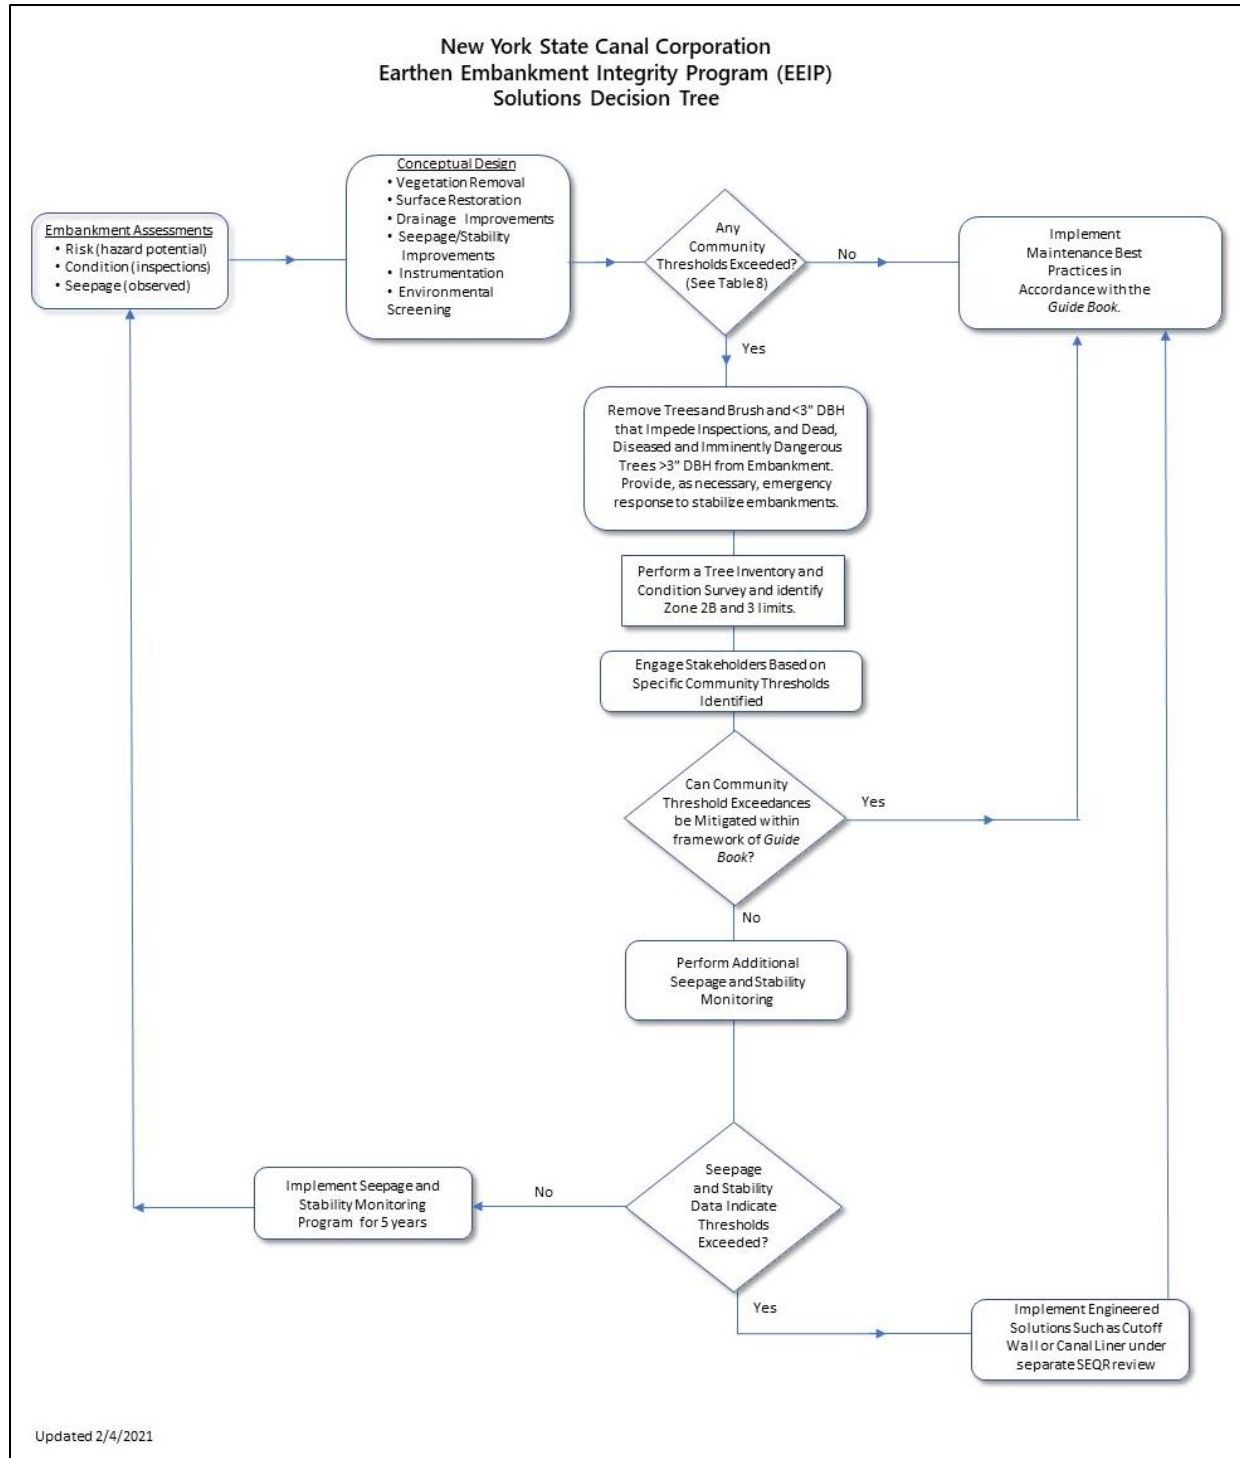 New York State Canal Corporation
Earthen Embankment Integrity Program (EEIP)
Solutions Decision Tree
Embankment Assessments
• Risk (hazard potential)
• Condition (inspections)
• Seepage (observed)
Conceptual Design
• Vegetation Removal
• Surface Restoration
• Drainage Improvements
• Seepage/Stability
Improvements
• Instrumentation
• Environmental
Screening
Any
Community
Thresholds Exceeded?
(See Table 8)
No
Implement
Maintenance Best
Practices in
Accordance with the
Guide Book.
Yes
Remove Trees and Brush and <3” DBH
that Impede Inspections, and Dead,
Diseased and Imminently Dangerous
Trees >3” DBH from Embankment.
Provide, as necessary, emergency
response to stabilize embankments.
Perform a Tree Inventory and
Condition Survey and identify
Zone 2B and 3 limits.
Engage Stakeholders Based on
Specific Community Thresholds
Identified
Can Community
Threshold Exceedances
be Mitigated within
framework of Guide
Book?
Yes
No
Perform Additional
Seepage and Stability
Monitoring
Seepage
and Stability
Data Indicate
Thresholds
Exceeded?
No
Implement Seepage and
Stability Monitoring
Program for 5 years
Yes
Implement Engineered
Solutions Such as Cutoff
Wall or Canal Liner under
separate SEQR review
Updated 2/4/2021